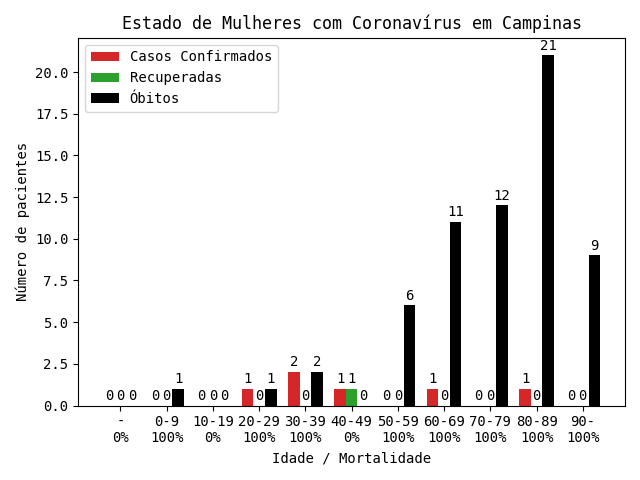 Estado de Mulheres com Coronavírus em Campinas
Casos Confirmados
Recuperadas
Óbitos
Número de pacientes
20.0
17.5
15.0
12.5
10.0
7.5
5.0
2.5
0.0
0 0 0
0 0 1
0 0 0
1 0 1
2 0 2
1 1 0
0 0 6
1 0 11
0 0 12
1 0 21
0 0 9
- 0-9 10-19 20-29 30-39 40-49 50-59 60-69 70-79 80-89 90-
0% 100% 0% 100% 100% 0% 100% 100% 100% 100% 100%
Idade / Mortalidade